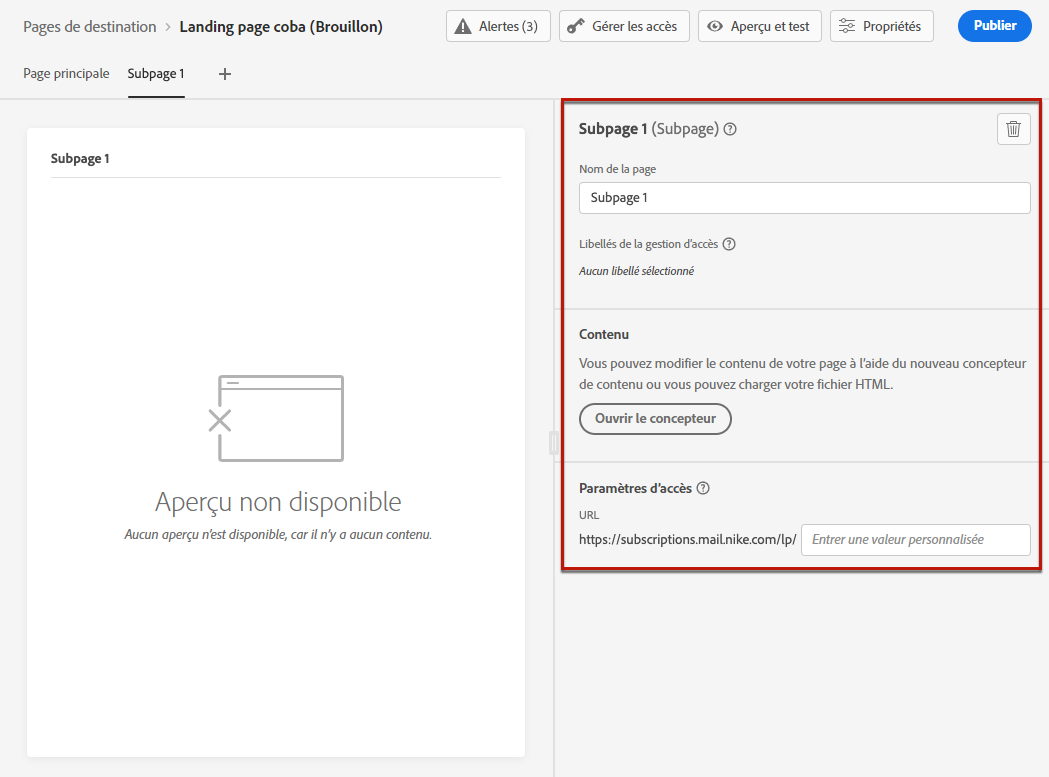 Pages de destination > Landing page coba (Brouillon)
Alertes (3)
Gérer les accès
Aperçu et test
Propriétés
Publier
Page principale
Subpage 1
+
Subpage 1
Aperçu non disponible
Aucun aperçu n'est disponible, car il n'y a aucun contenu.
Subpage 1 (Subpage)
Nom de la page
Subpage 1
Libellés de la gestion d'accès
Aucun libellé sélectionné
Contenu
Vous pouvez modifier le contenu de votre page à l'aide du nouveau concepteur
de contenu ou vous pouvez charger votre fichier HTML.
Ouvrir le concepteur
Paramètres d'accès
URL
https://subscriptions.mail.nike.com/lp/ Entrer une valeur personnalisée